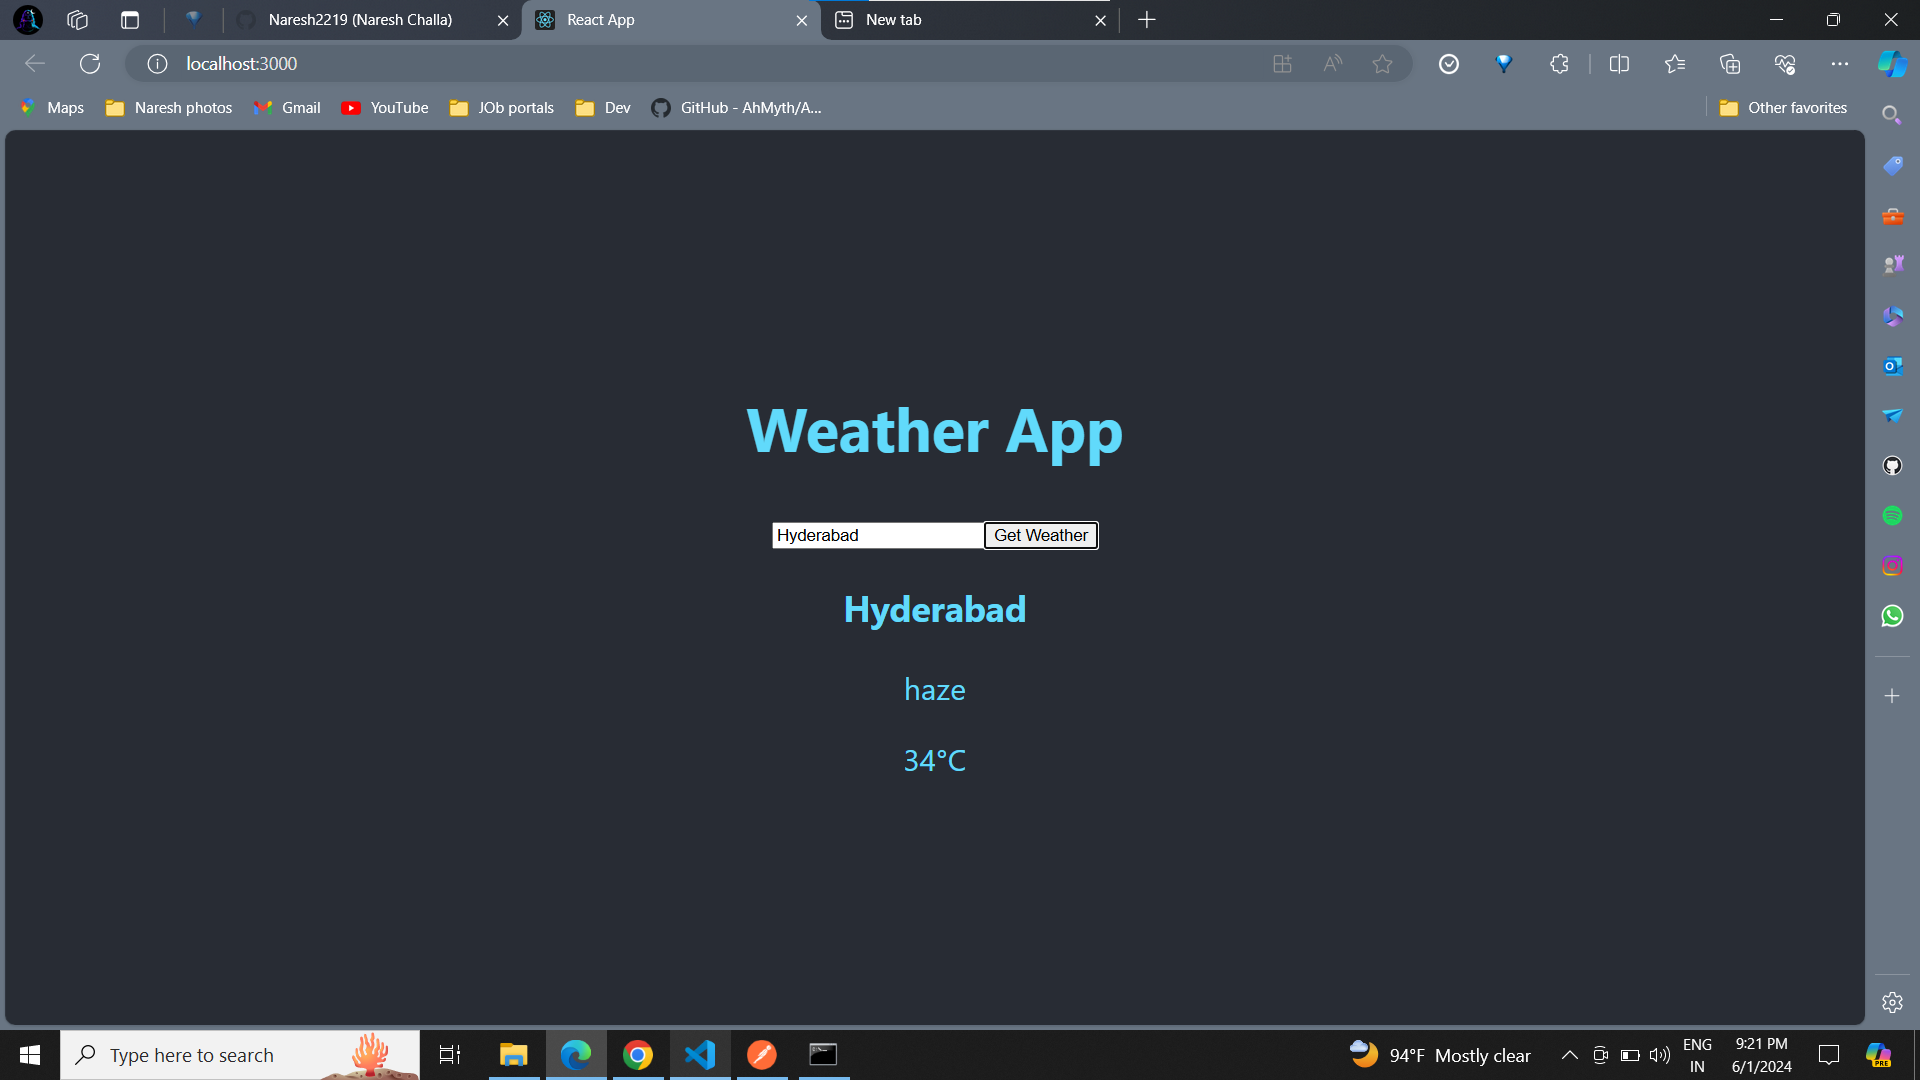 Naresh2219 (Naresh Challa)
React App
New tab
localhost:3000
Maps
Naresh photos
Gmail
YouTube
JOb portals
Dev
GitHub - AhMyth/A...
Other favorites
Weather App
Hyderabad
Get Weather
Hyderabad
haze
34°C
Type here to search
94°F Mostly clear
ENG
IN
9:21 PM
6/1/2024
PRE